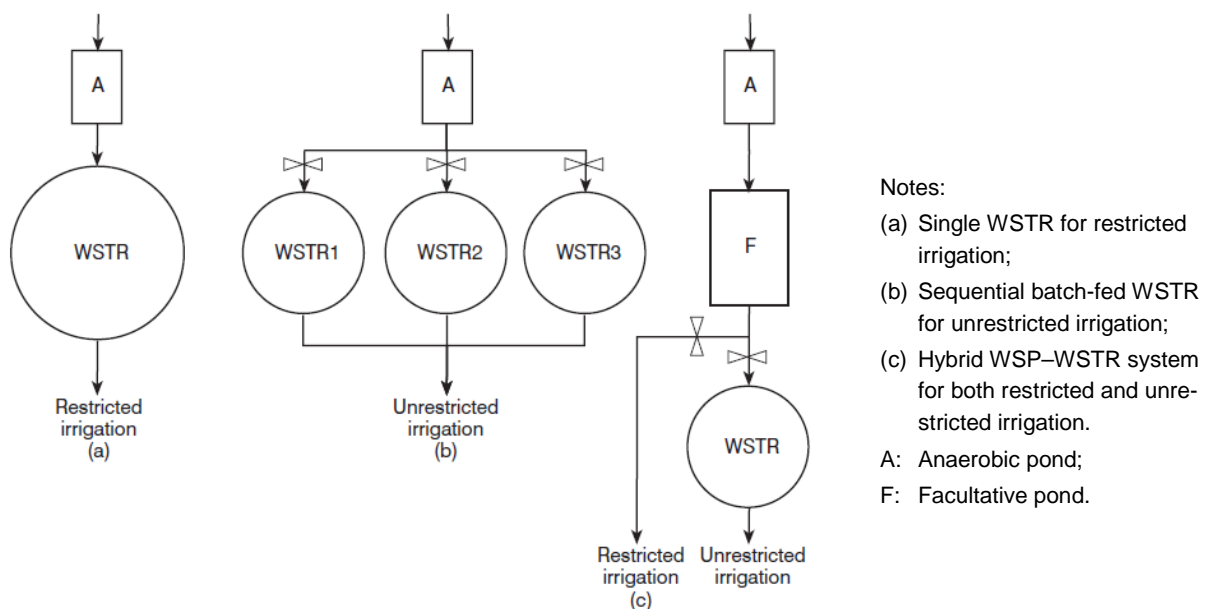 A
WSTR
Restricted
irrigation
(a)
A
WSTR1
WSTR2
WSTR3
Unrestricted
irrigation
(b)
A
F
WSTR
Restricted
irrigation
Unrestricted
irrigation
(c)
Notes:
(a) Single WSTR for restricted
irrigation;
(b) Sequential batch-fed WSTR
for unrestricted irrigation;
(c) Hybrid WSP–WSTR system
for both restricted and unre-
stricted irrigation.
A: Anaerobic pond;
F: Facultative pond.